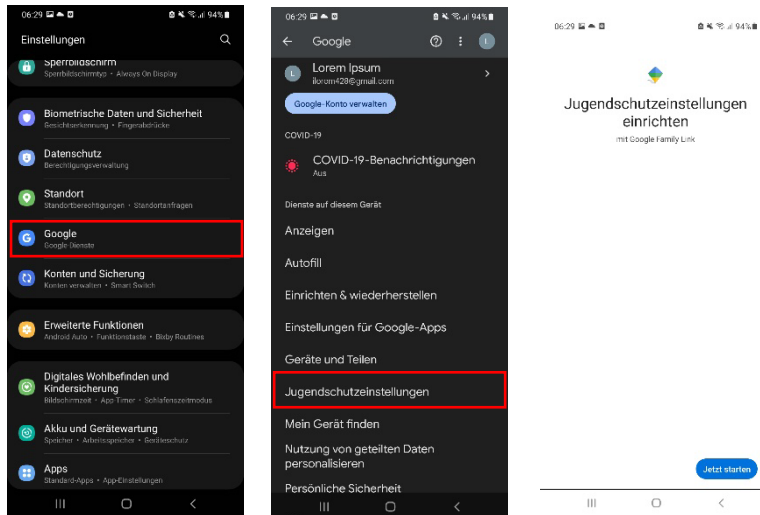 06:29 94%
Einstellungen
Sperrbildschirm
Sperrbildschirmtyp • Always On Display
Biometrische Daten und Sicherheit
Gesichtserkennung • Fingerabdrücke
Datenschutz
Berechtigungsverwaltung
Standort
Standortberechtigungen • Standortanfragen
Google
Google-Dienste
Konten und Sicherung
Konten verwalten • Smart Switch
Erweiterte Funktionen
Android Auto • Funktionstaste • Bixby Routines
Digitales Wohlbefinden und
Kindersicherung
Bildschirmzeit • App-Timer • Schlafenszeitmodus
Akku und Gerätewartung
Speicher • Arbeitsspeicher • Geräteschutz
Apps
Standard-Apps • App-Einstellungen
06:29 94%
Google
L
L
Lorem Ipsum
ilorom428@gmail.com
Google-Konto verwalten
COVID-19
COVID-19-Benachrichtigungen
Aus
Dienste auf diesem Gerät
Anzeigen
Autofill
Einrichten & wiederherstellen
Einstellungen für Google-Apps
Geräte und Teilen
Jugendschutzeinstellungen
Mein Gerät finden
Nutzung von geteilten Daten
personalisieren
Persönliche Sicherheit
06:29 94%
Jugendschutzeinstellungen
einrichten
mit Google Family Link
Jetzt starten